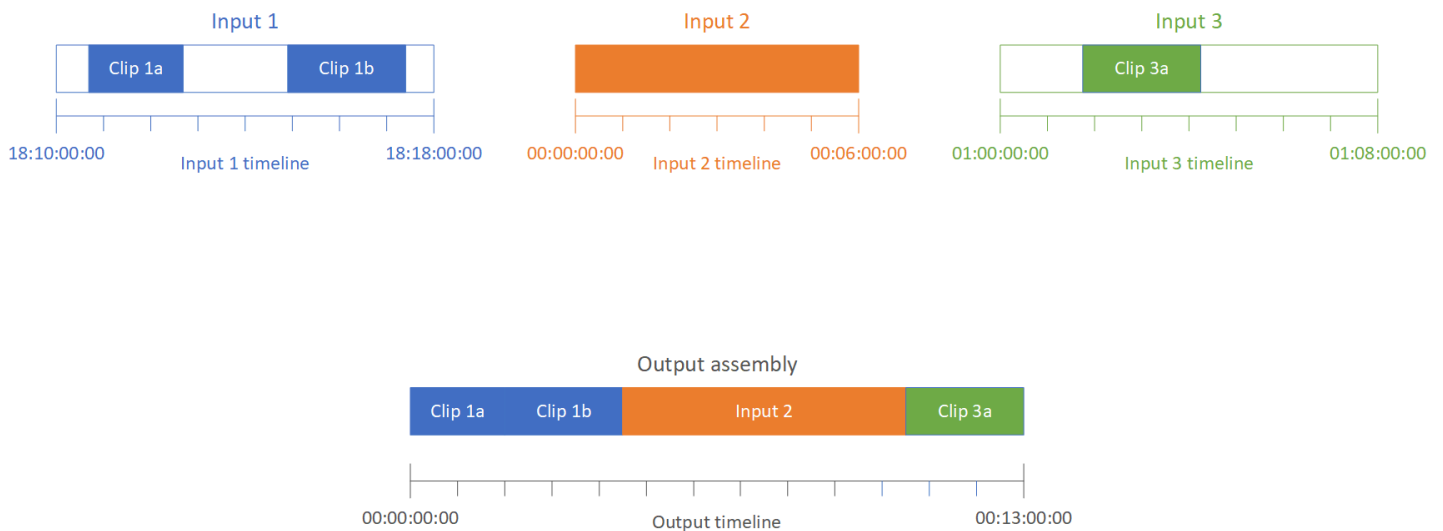 Input 1
Input 2
Input 3
Clip 1a
Clip 1b
Clip 3a
18:10:00:00
Input 1 timeline
18:18:00:00
00:00:00:00
Input 2 timeline
00:06:00:00
01:00:00:00
Input 3 timeline
01:08:00:00
Output assembly
Clip 1a
Clip 1b
Input 2
Clip 3a
00:00:00:00
Output timeline
00:13:00:00